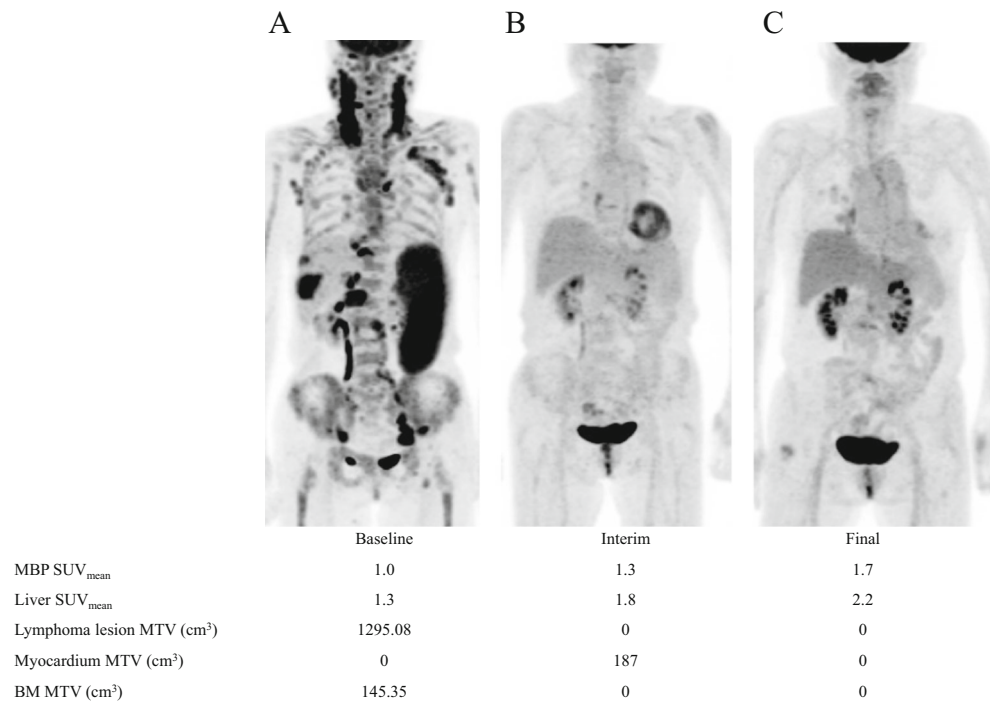 A B C
Baseline Interim Final
MBP SUVmean 1.0 1.3 1.7
Liver SUVmean 1.3 1.8 2.2
Lymphoma lesion MTV (cm³) 1295.08 0 0
Myocardium MTV (cm³) 0 187 0
BM MTV (cm³) 145.35 0 0